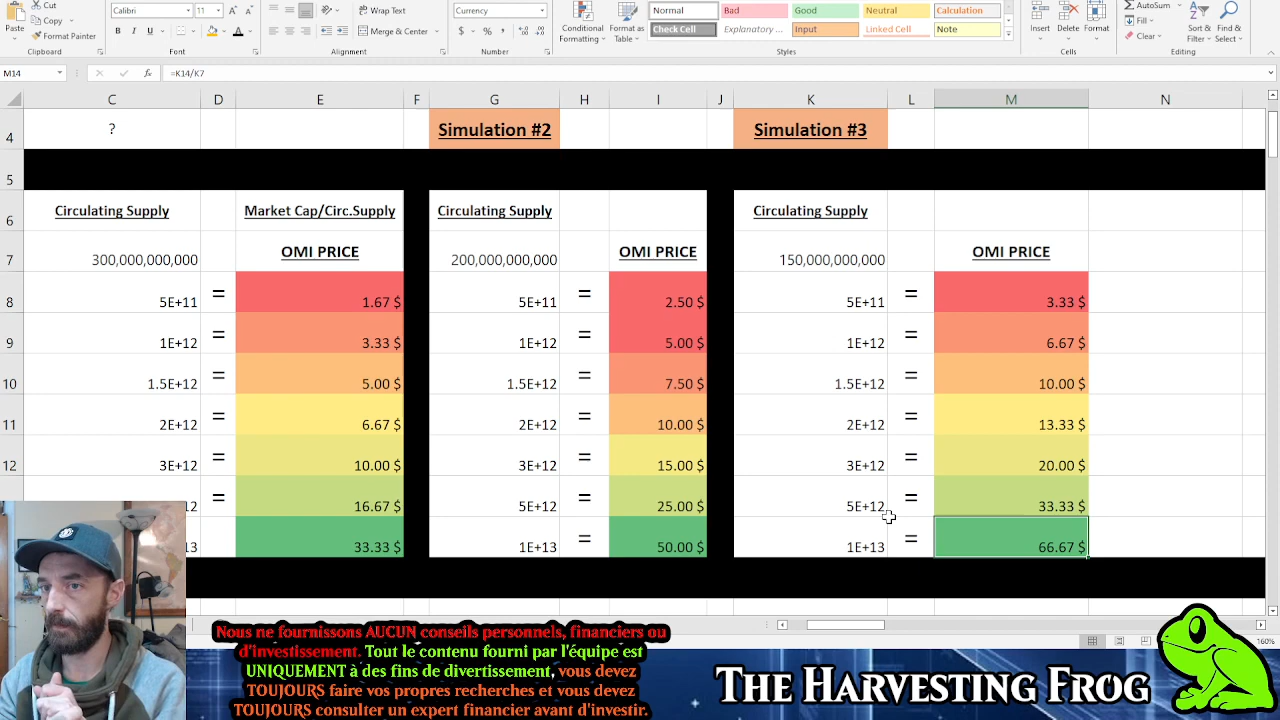 Cut
Copy
Format Painter
Clipboard
Calibri 11
B I U
Font
Wrap Text
Merge & Center
Alignment
Currency
$ % ,
Number
Conditional Formatting
Format as Table
Normal Bad Good Neutral Calculation
Check Cell Explanatory ... Input Linked Cell Note
Styles
Insert Delete Format
Cells
AutoSum
Fill
Clear
Sort & Filter
Find & Select
Editing
M14 fx =K14/K7
C D E F G H I J K L M N
4 ? Simulation #2 Simulation #3
5
6 Circulating Supply Market Cap/Circ.Supply Circulating Supply Circulating Supply
7 300,000,000,000 OMI PRICE 200,000,000,000 OMI PRICE 150,000,000,000 OMI PRICE
8 5E+11 = 1.67 $ 5E+11 = 2.50 $ 5E+11 = 3.33 $
9 1E+12 = 3.33 $ 1E+12 = 5.00 $ 1E+12 = 6.67 $
10 1.5E+12 = 5.00 $ 1.5E+12 = 7.50 $ 1.5E+12 = 10.00 $
11 2E+12 = 6.67 $ 2E+12 = 10.00 $ 2E+12 = 13.33 $
12 3E+12 = 10.00 $ 3E+12 = 15.00 $ 3E+12 = 20.00 $
12 = 16.67 $ 5E+12 = 25.00 $ 5E+12 = 33.33 $
13 = 33.33 $ 1E+13 = 50.00 $ 1E+13 = 66.67 $
160%
Nous ne fournissons AUCUN conseils personnels, financiers ou
d'investissement. Tout le contenu fourni par l'équipe est
UNIQUEMENT à des fins de divertissement, vous devez
TOUJOURS faire vos propres recherches et vous devez
TOUJOURS consulter un expert financier avant d'investir.
THE HARVESTING FROG